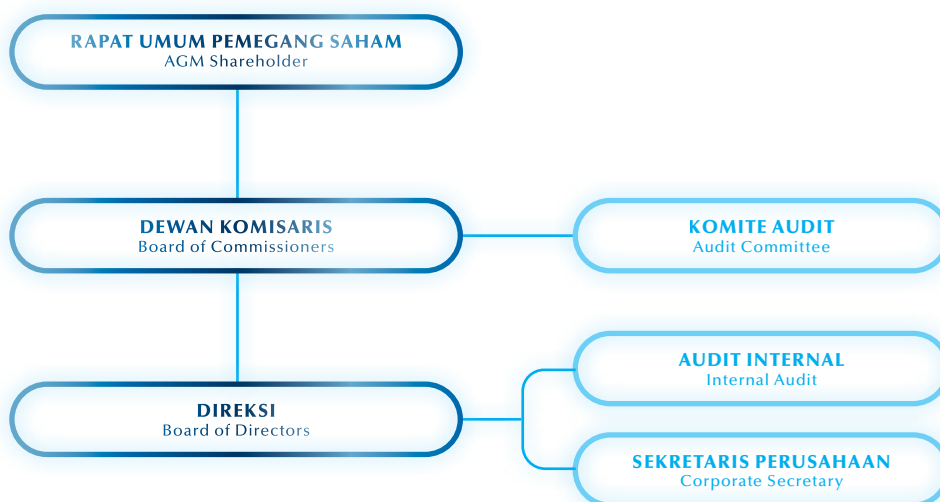 RAPAT UMUM PEMEGANG SAHAM
AGM Shareholder
DEWAN KOMISARIS
Board of Commissioners
KOMITE AUDIT
Audit Committee
AUDIT INTERNAL
Internal Audit
DIREKSI
Board of Directors
SEKRETARIS PERUSAHAAN
Corporate Secretary